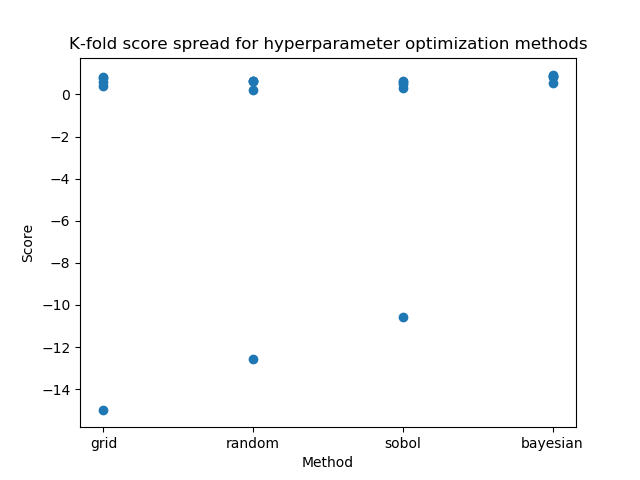 K-fold score spread for hyperparameter optimization methods
0
−2
−4
−6
−8
−10
−12
−14
Score
grid random sobol bayesian
Method